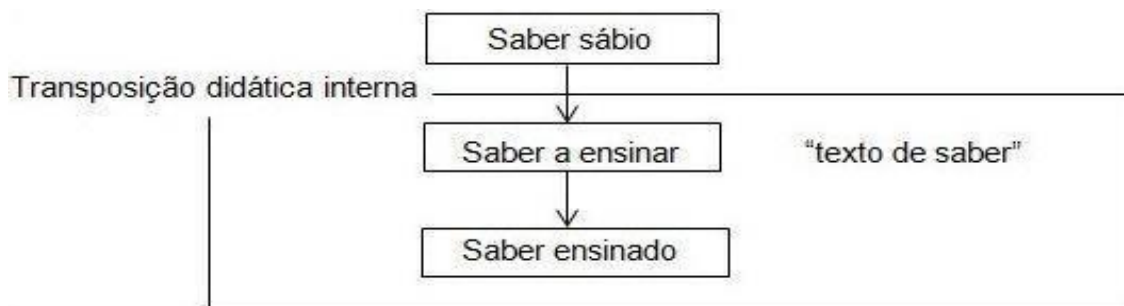 Saber sábio
Transposição didática interna
Saber a ensinar
“texto de saber”
Saber ensinado